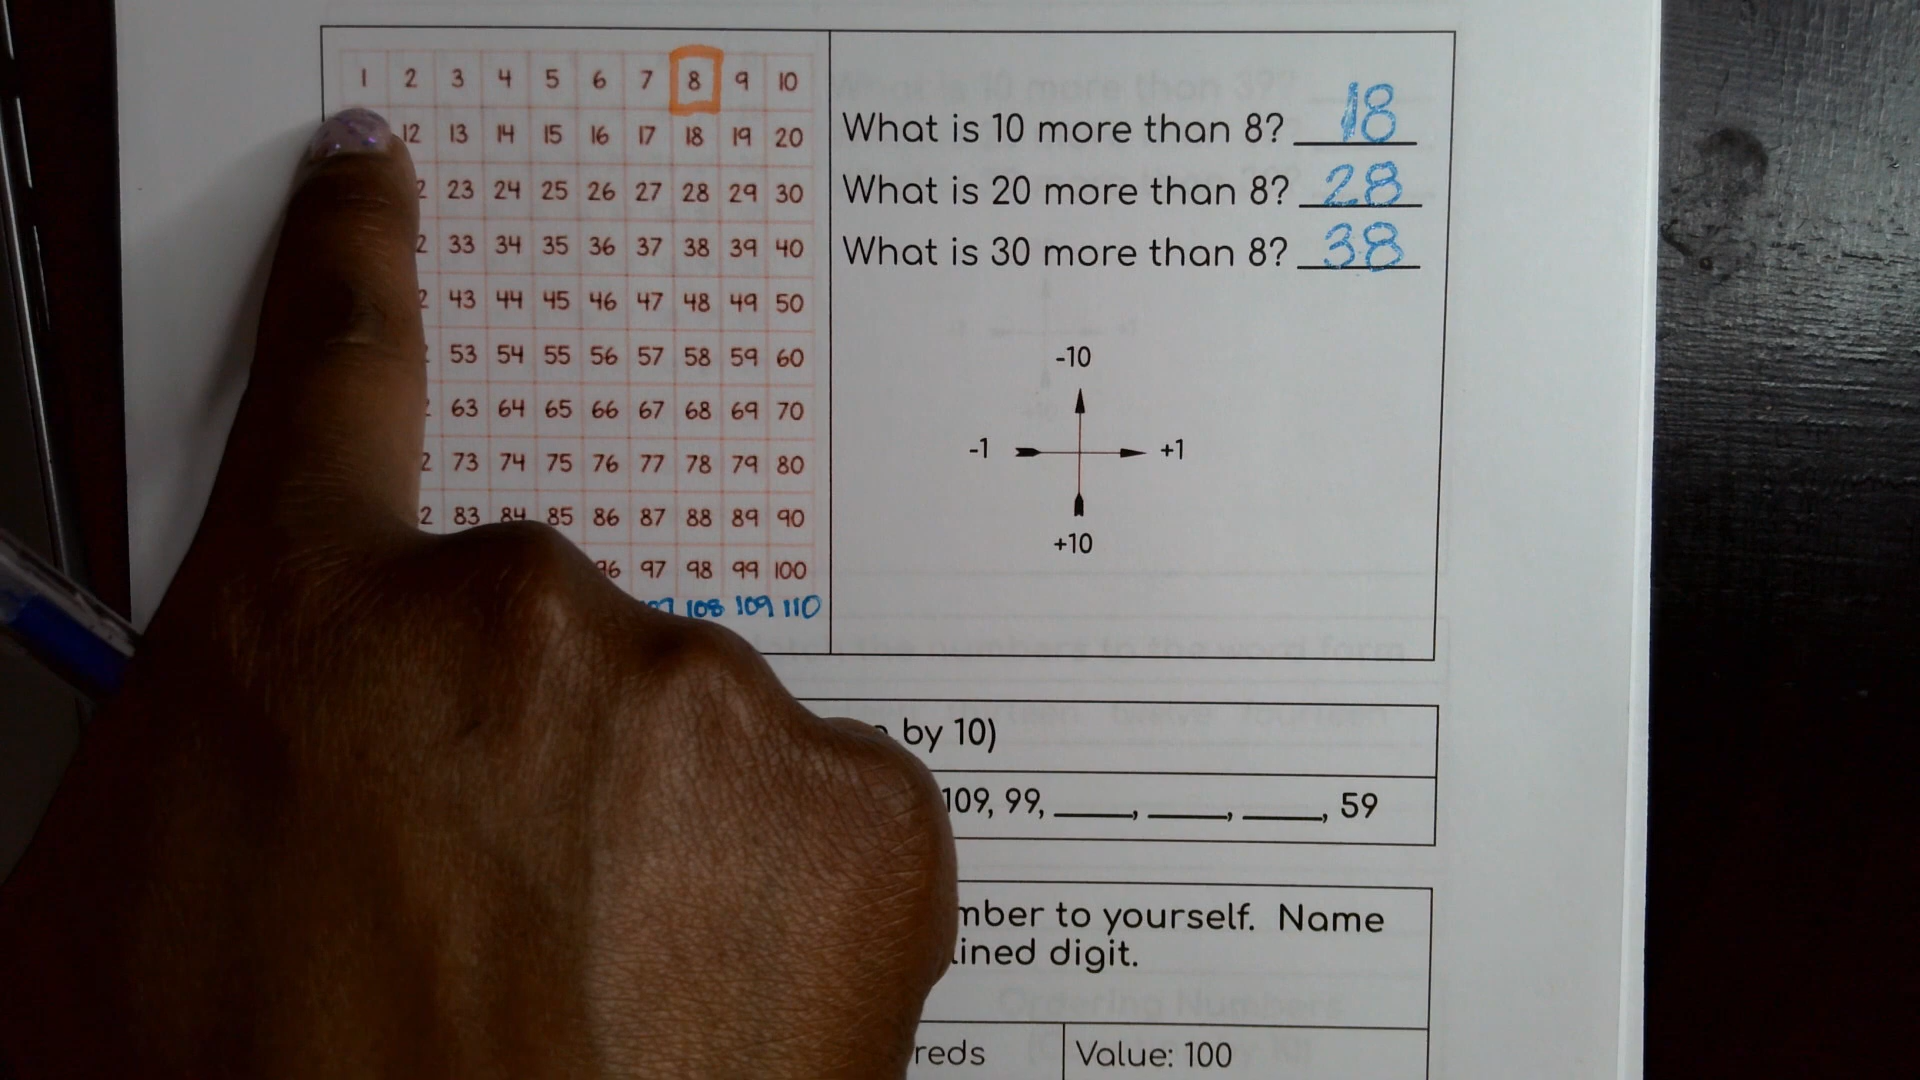 1 2 3 4 5 6 7 8 9 10
12 13 14 15 16 17 18 19 20
23 24 25 26 27 28 29 30
33 34 35 36 37 38 39 40
43 44 45 46 47 48 49 50
53 54 55 56 57 58 59 60
63 64 65 66 67 68 69 70
73 74 75 76 77 78 79 80
83 84 85 86 87 88 89 90
97 98 99 100
108 109 110
What is 10 more than 8? 18
What is 20 more than 8? 28
What is 30 more than 8? 38
-10
-1 +1
+10
by 10)
109, 99, ____, ____, ____, 59
to yourself. Name
digit.
Value: 100